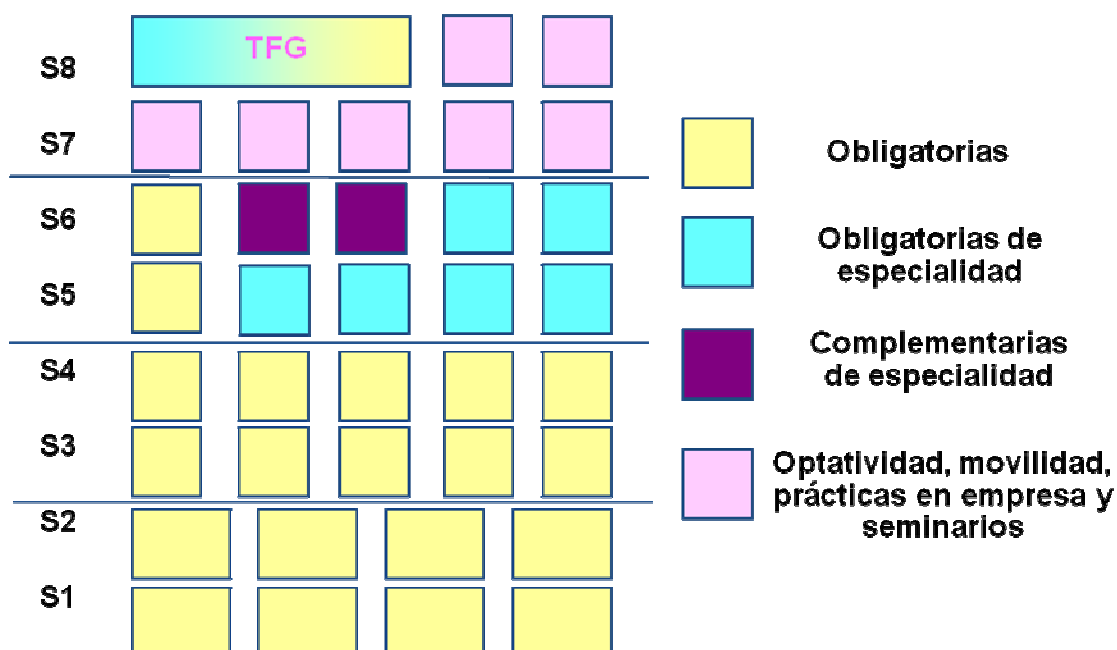 TFG
S8
S7
S6
S5
S4
S3
S2
S1
Obligatorias
Obligatorias de
especialidad
Complementarias
de especialidad
Optatividad, movilidad,
prácticas en empresa y
seminarios